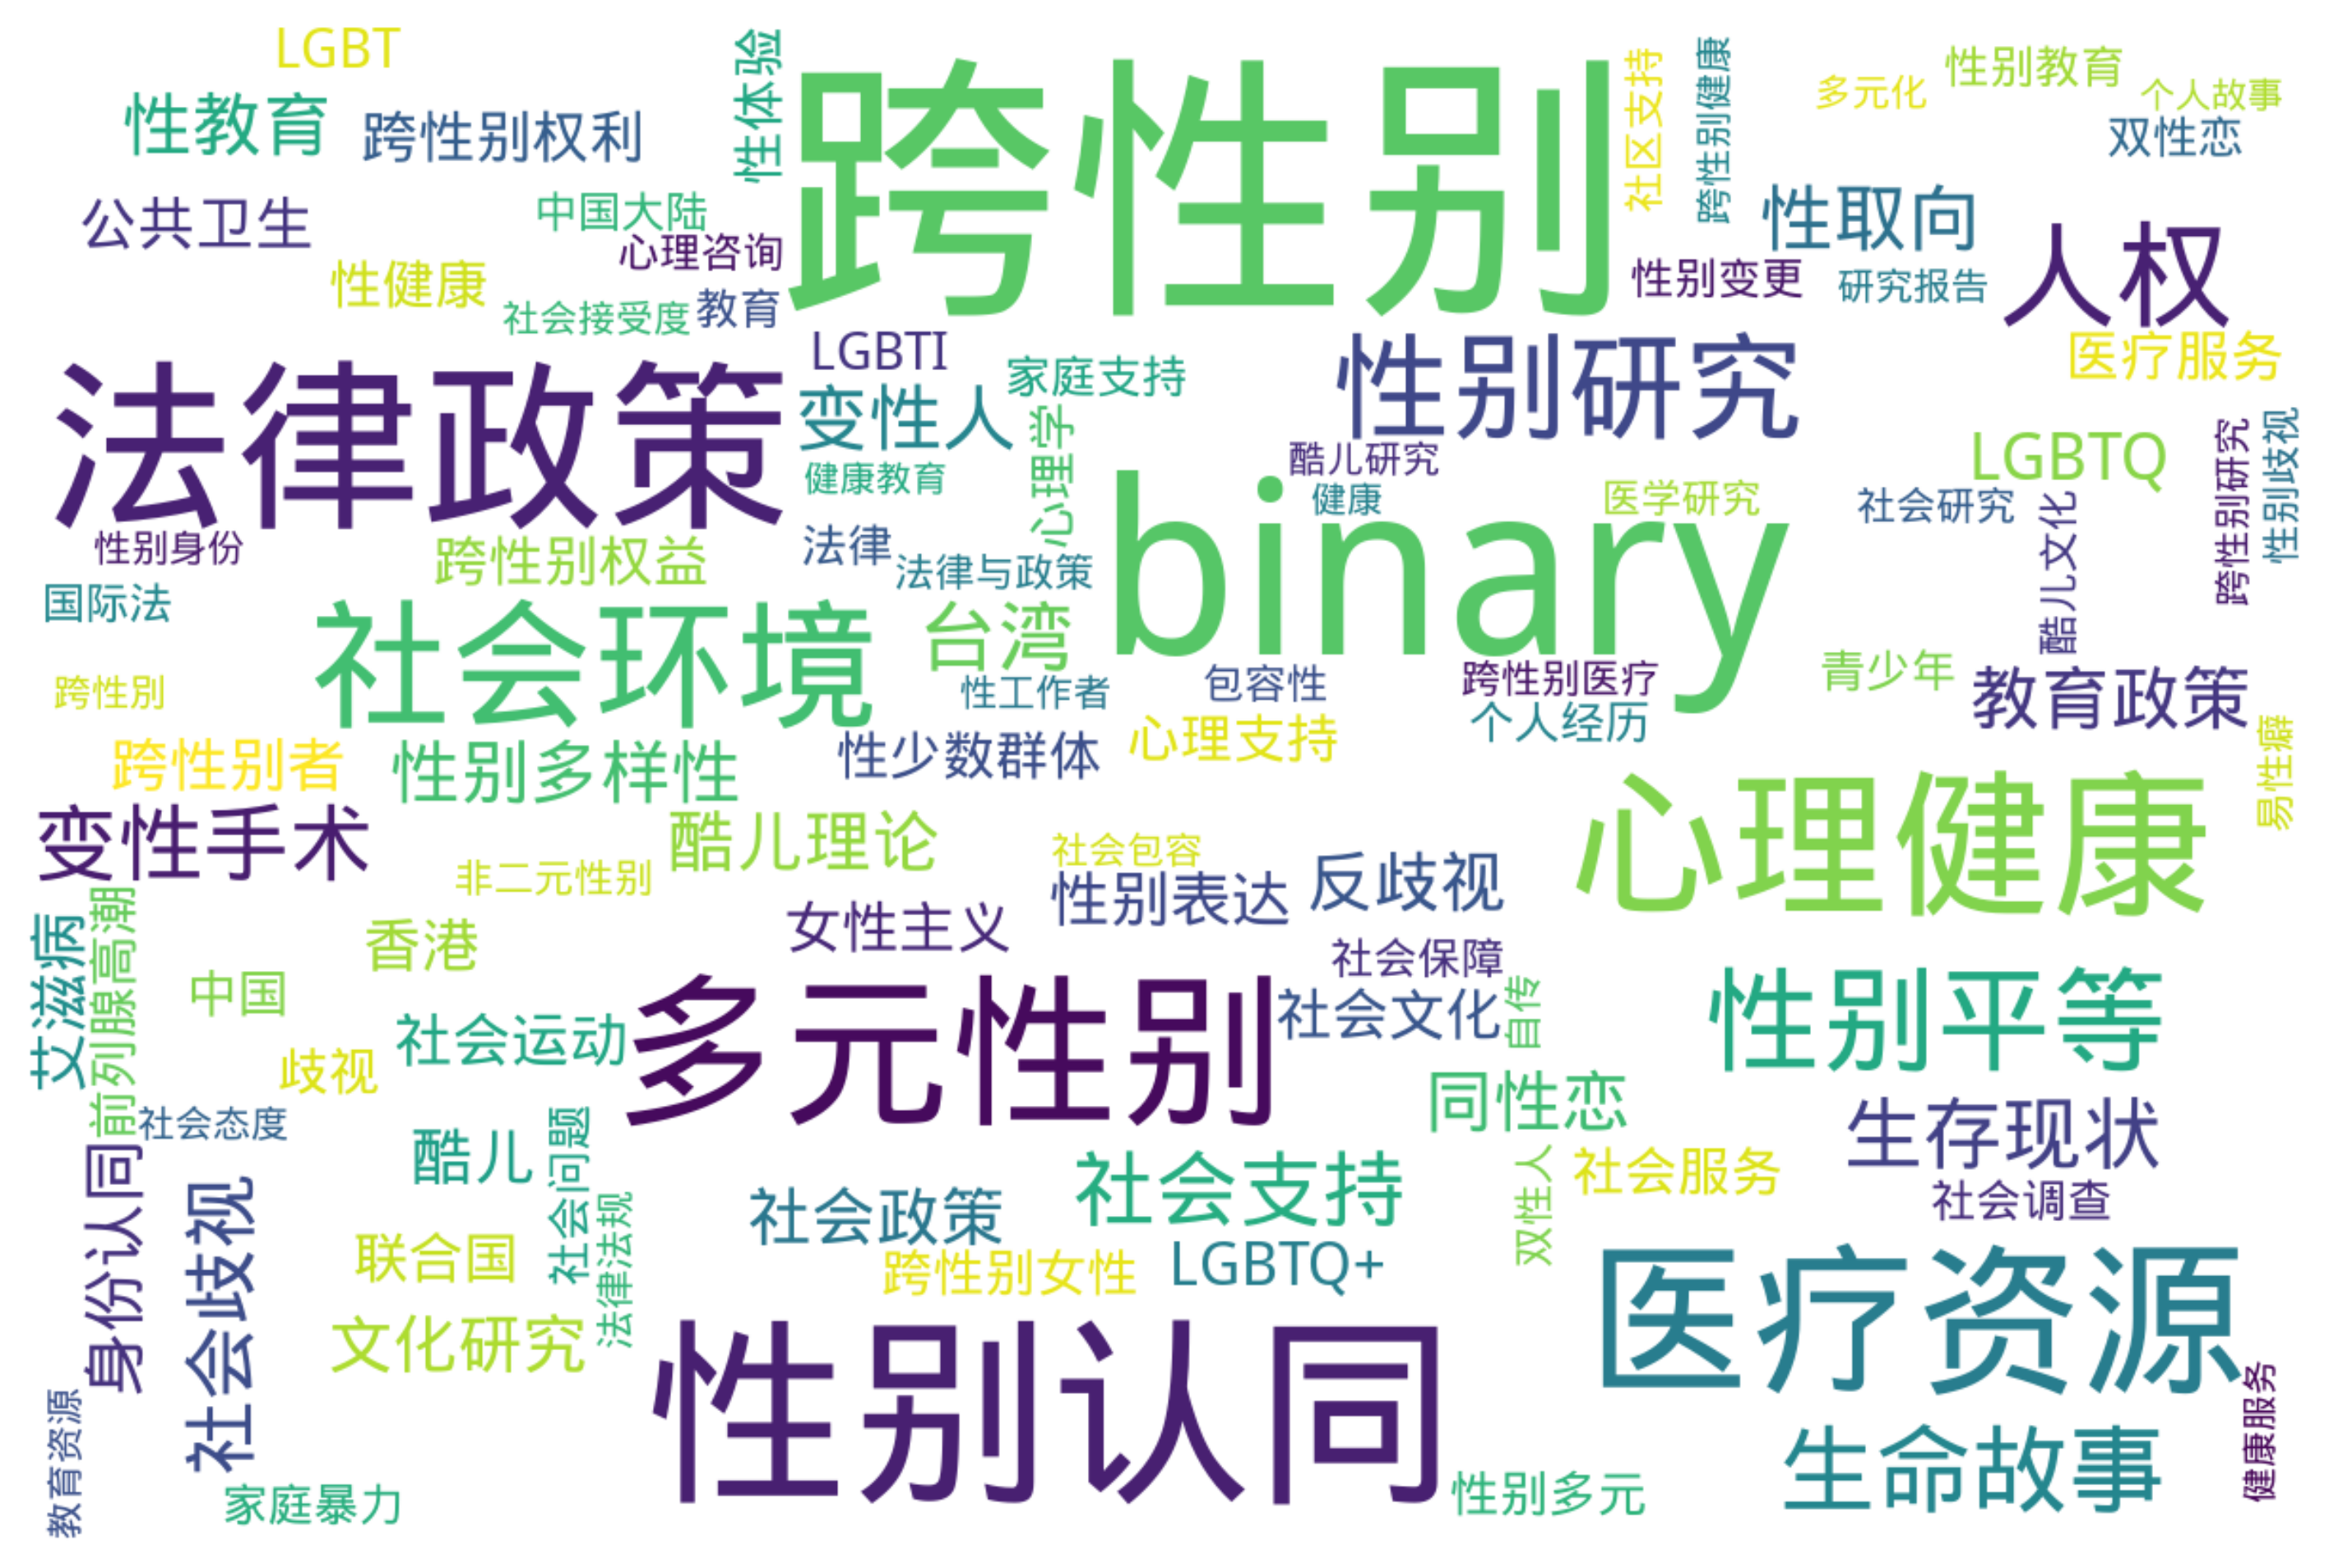 LGBT
性教育
跨性别权利
性体验
跨性别
社区支持
跨性别健康
多元化
性别教育
个人故事
双性恋
公共卫生
中国大陆
心理咨询
性取向
人权
性健康
社会接受度
教育
性别变更
研究报告
法律政策
LGBTI
家庭支持
性别研究
医疗服务
变性人
心理学
酷儿研究
LGBTQ
跨性别研究
性别歧视
健康教育
健康
医学研究
社会研究
酷儿文化
性别身份
跨性别权益
法律
法律与政策
binary
国际法
社会环境
台湾
跨性别
性工作者
包容性
跨性别医疗
青少年
教育政策
个人经历
跨性别者
性别多样性
性少数群体
心理支持
易性癖
变性手术
酷儿理论
心理健康
非二元性别
社会包容
性别表达
反歧视
艾滋病
前列腺高潮
香港
女性主义
社会保障
中国
多元性别
社会文化
自传
性别平等
社会运动
歧视
同性恋
社会态度
生存现状
身份认同
酷儿
社会问题
社会支持
双性人
社会服务
社会歧视
法律法规
社会政策
社会调查
联合国
跨性别女性
LGBTQ+
医疗资源
文化研究
性别认同
教育资源
健康服务
生命故事
家庭暴力
性别多元